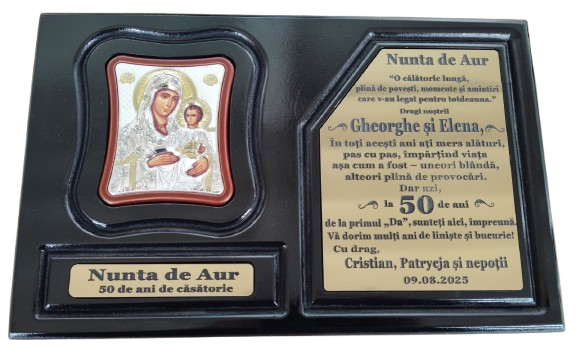 Nunta de Aur
50 de ani de căsătorie
Nunta de Aur
"O călătorie lungă,
plină de povești, momente și amintiri
care v-au legat pentru totdeauna."
Dragi noștri
Gheorghe și Elena,
În toți acești ani ați mers alături,
pas cu pas, împărțind viața
așa cum a fost – uneori blândă,
alteori plină de provocări.
Dar azi,
la 50 de ani
de la primul „Da”, sunteți aici, împreună.
Vă dorim mulți ani de liniște și bucurie!
Cu drag,
Cristian, Patrycja și nepoții
09.08.2025